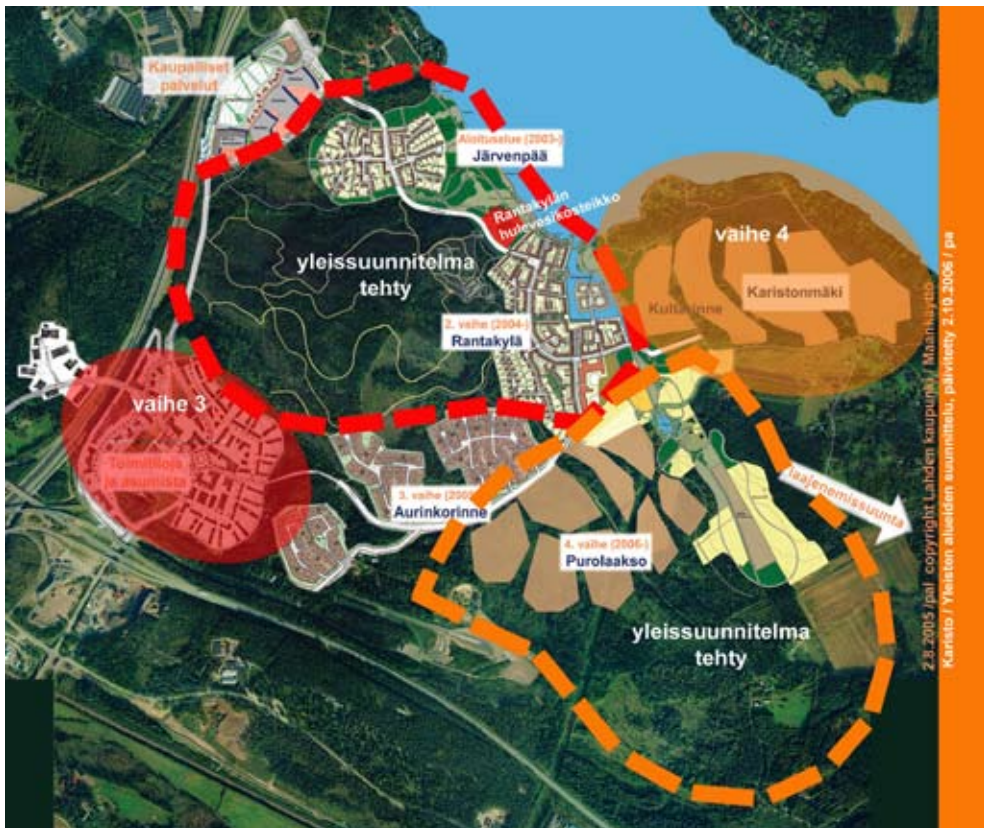 Kaupalliset
palvelut
Aloitusalue (2003-)
Järvenpää
Rantakylän
hulevesikosteikko
vaihe 4
yleissuunnitelma
tehty
Karistonmäki
Kultarinne
2. vaihe (2004-)
Rantakylä
vaihe 3
Toimitiloja
ja asumista
3. vaihe (200
Aurinkorinne
laajenemissuunta
4. vaihe (2006-)
Purolaakso
yleissuunnitelma
tehty
2.8.2005 /pal copyright Lahden kaupunki / Maankäyttö
Karisto / Yleisten alueiden suunnittelu, päivitetty 2.10.2006 / pa